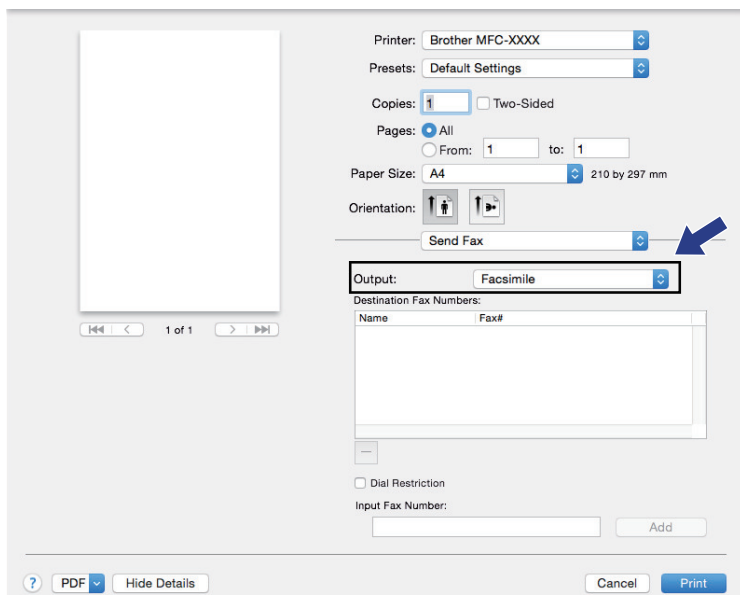 Printer: Brother MFC-XXXX
Presets: Default Settings
Copies: 1 Two-Sided
Pages: All
From: 1 to: 1
Paper Size: A4 210 by 297 mm
Orientation:
Send Fax
Output: Facsimile
Destination Fax Numbers:
Name Fax#
1 of 1
Dial Restriction
Input Fax Number:
Add
? PDF Hide Details Cancel Print